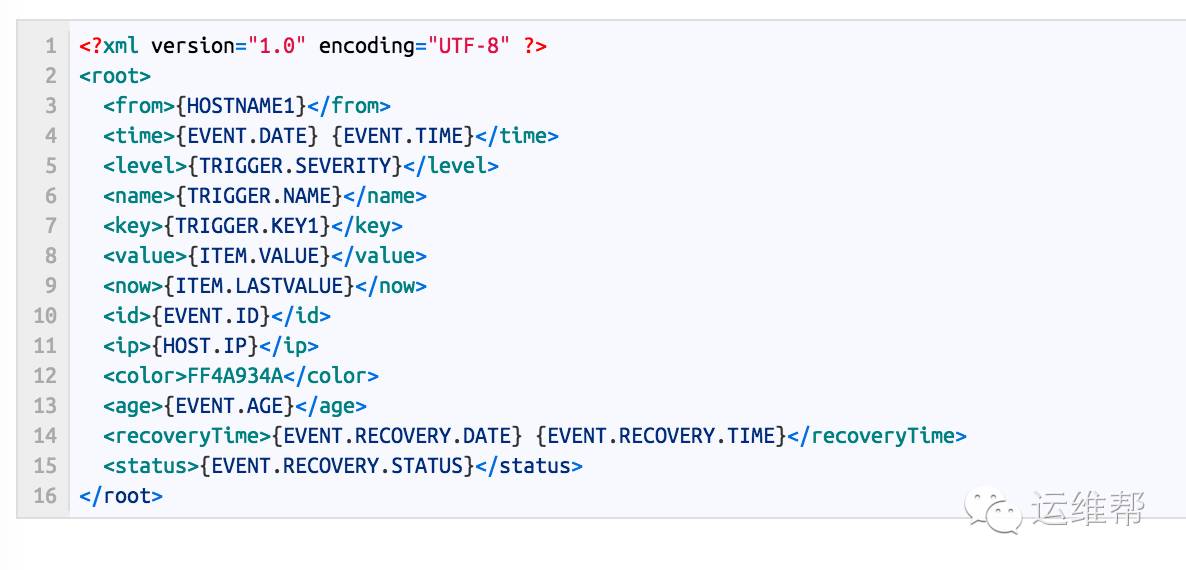 1 <?xml version="1.0" encoding="UTF-8" ?>
2 <root>
3 <from>{HOSTNAME1}</from>
4 <time>{EVENT.DATE} {EVENT.TIME}</time>
5 <level>{TRIGGER.SEVERITY}</level>
6 <name>{TRIGGER.NAME}</name>
7 <key>{TRIGGER.KEY1}</key>
8 <value>{ITEM.VALUE}</value>
9 <now>{ITEM.LASTVALUE}</now>
10 <id>{EVENT.ID}</id>
11 <ip>{HOST.IP}</ip>
12 <color>FF4A934A</color>
13 <age>{EVENT.AGE}</age>
14 <recoveryTime>{EVENT.RECOVERY.DATE} {EVENT.RECOVERY.TIME}</recoveryTime>
15 <status>{EVENT.RECOVERY.STATUS}</status>
16 </root>
运维帮